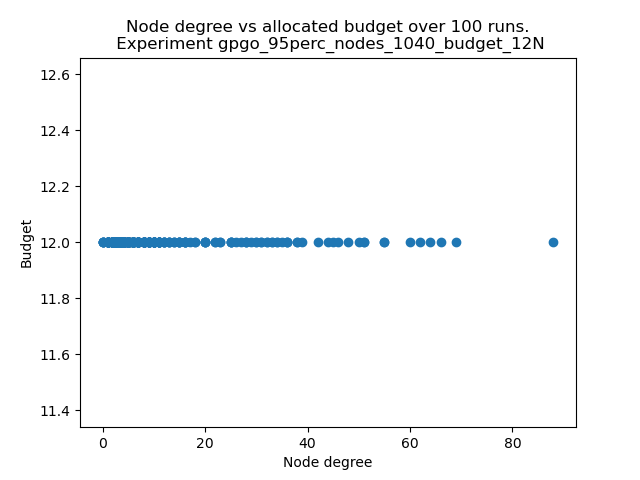 Node degree vs allocated budget over 100 runs.
Experiment gpgo_95perc_nodes_1040_budget_12N
12.6
12.4
12.2
12.0
11.8
11.6
11.4
Budget
0 20 40 60 80
Node degree